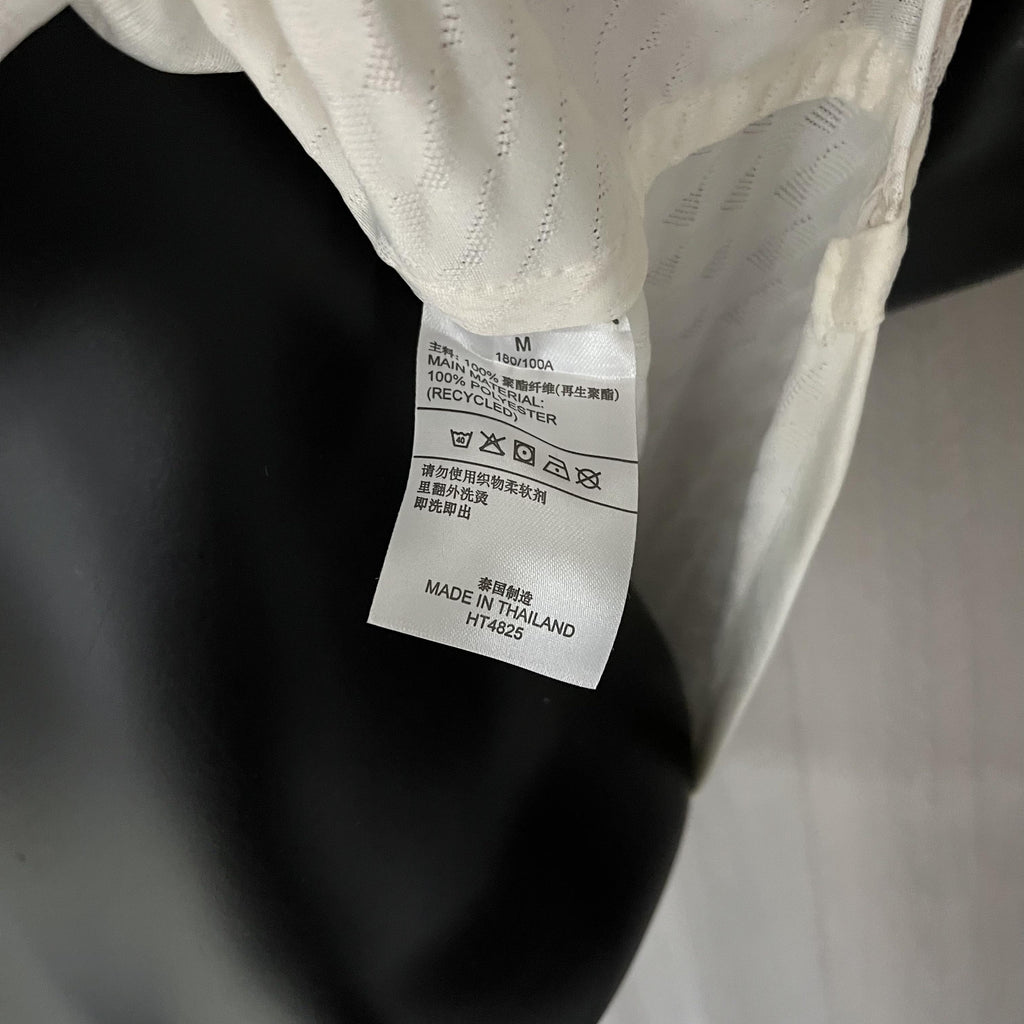 M
180/100A
主料: 100% 聚酯纤维(再生聚酯)
MAIN MATERIAL:
100% POLYESTER
(RECYCLED)
40
请勿使用织物柔软剂
里翻外洗烫
即洗即出
泰国制造
MADE IN THAILAND
HT4825